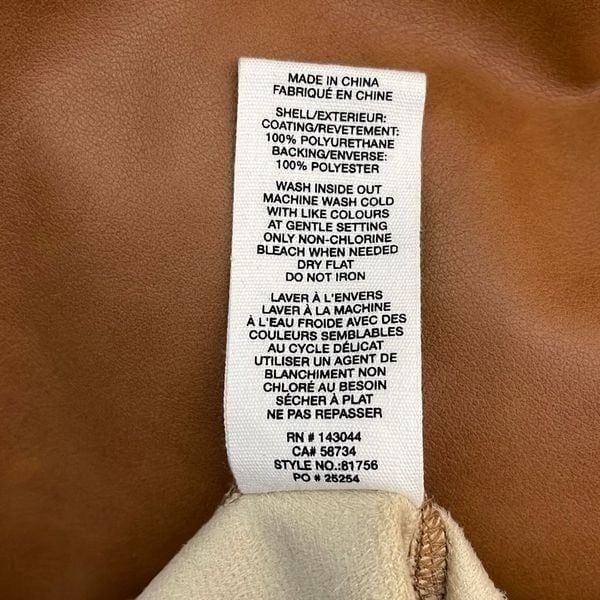 MADE IN CHINA
FABRIQUÉ EN CHINE
SHELL/EXTERIEUR:
COATING/REVETEMENT:
100% POLYURETHANE
BACKING/ENVERSE:
100% POLYESTER
WASH INSIDE OUT
MACHINE WASH COLD
WITH LIKE COLOURS
AT GENTLE SETTING
ONLY NON-CHLORINE
BLEACH WHEN NEEDED
DRY FLAT
DO NOT IRON
LAVER À L'ENVERS
LAVER À LA MACHINE
À L'EAU FROIDE AVEC DES
COULEURS SEMBLABLES
AU CYCLE DÉLICAT
UTILISER UN AGENT DE
BLANCHIMENT NON
CHLORÉ AU BESOIN
SÉCHER À PLAT
NE PAS REPASSER
RN # 143044
CA# 58734
STYLE NO.:81756
PO # 25254